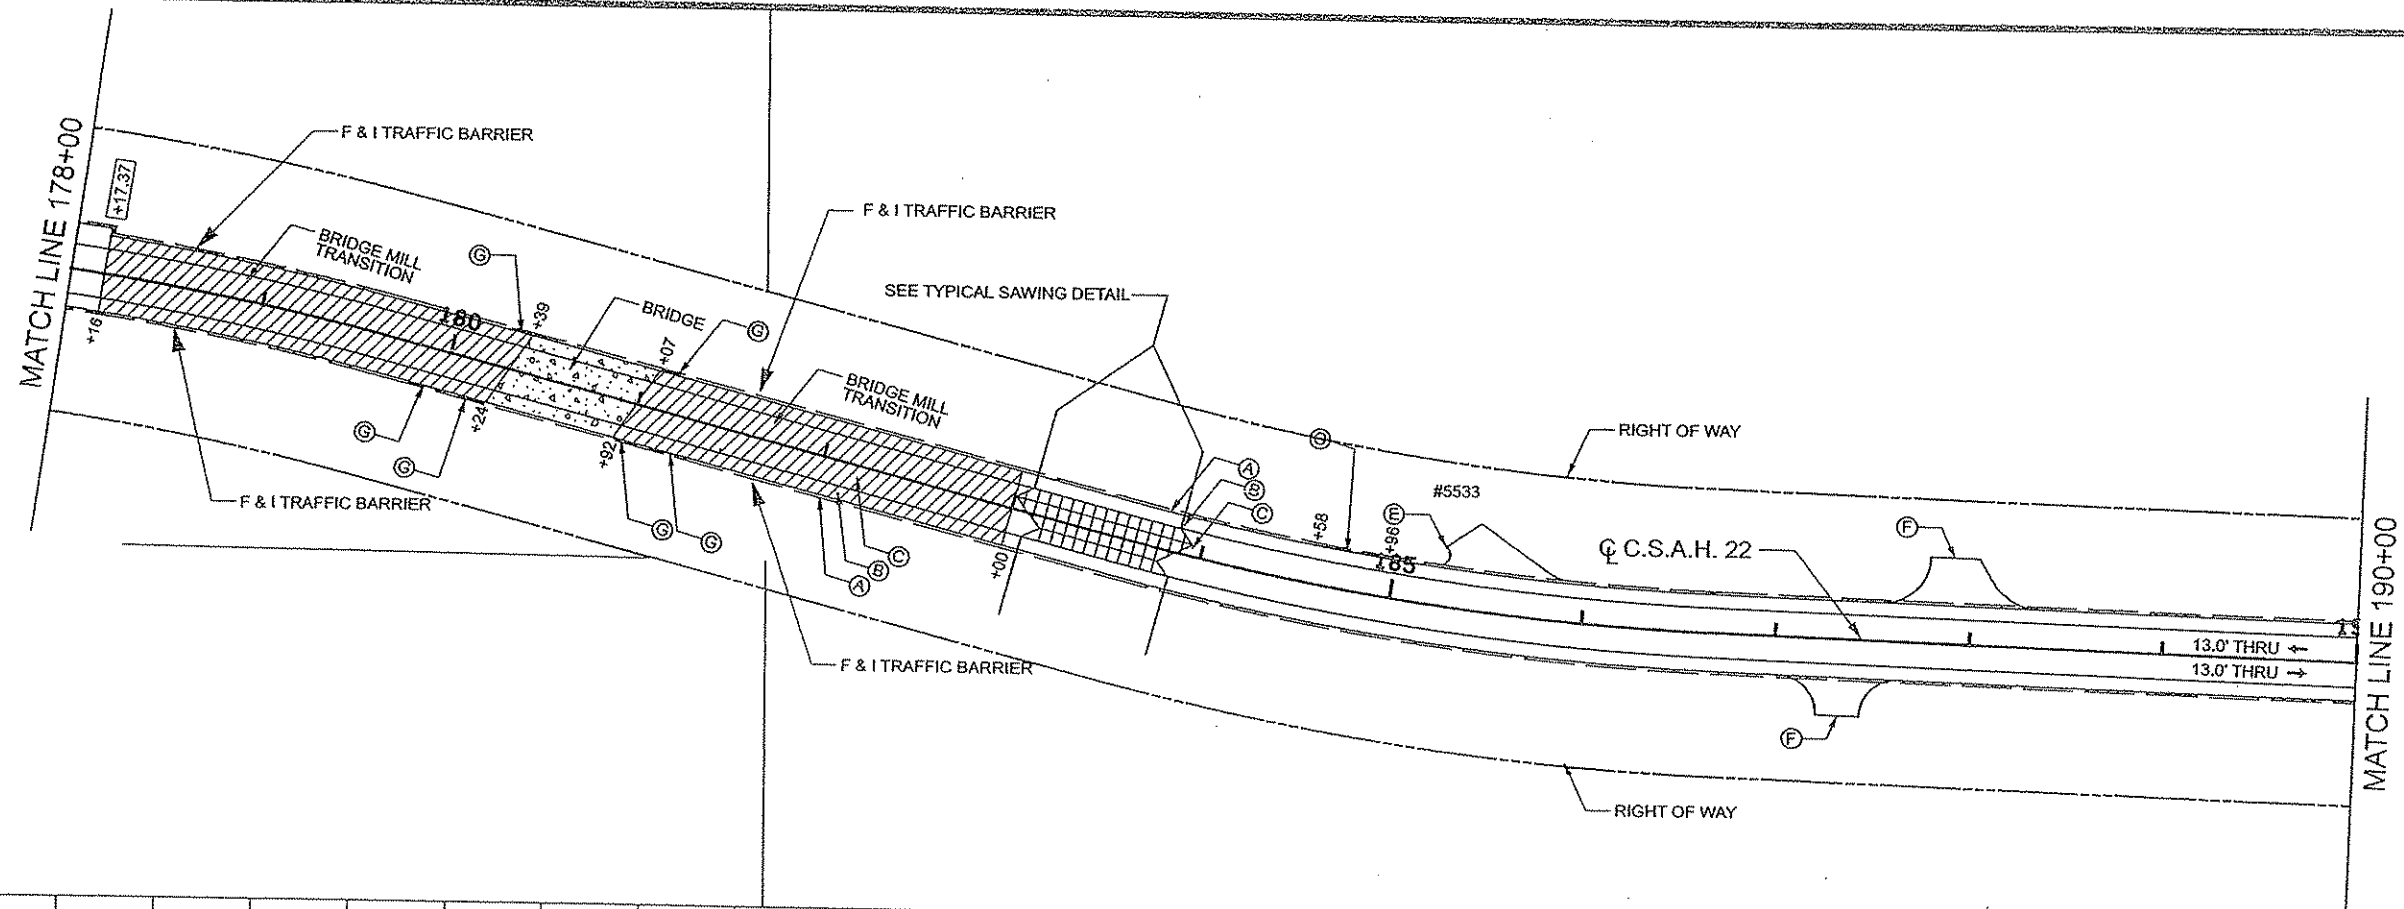 MATCH LINE 178+00
+17.37
F & I TRAFFIC BARRIER
BRIDGE MILL
TRANSITION
+16
180
G
+39
BRIDGE
+07
G
F & I TRAFFIC BARRIER
SEE TYPICAL SAWING DETAIL
BRIDGE MILL
TRANSITION
G
G
+24
F & I TRAFFIC BARRIER
+92
G
G
C
B
A
F & I TRAFFIC BARRIER
+00
A
B
C
+58
E
+96
185
#5533
RIGHT OF WAY
℄ C.S.A.H. 22
F
F
13.0' THRU ←
13.0' THRU →
RIGHT OF WAY
MATCH LINE 190+00